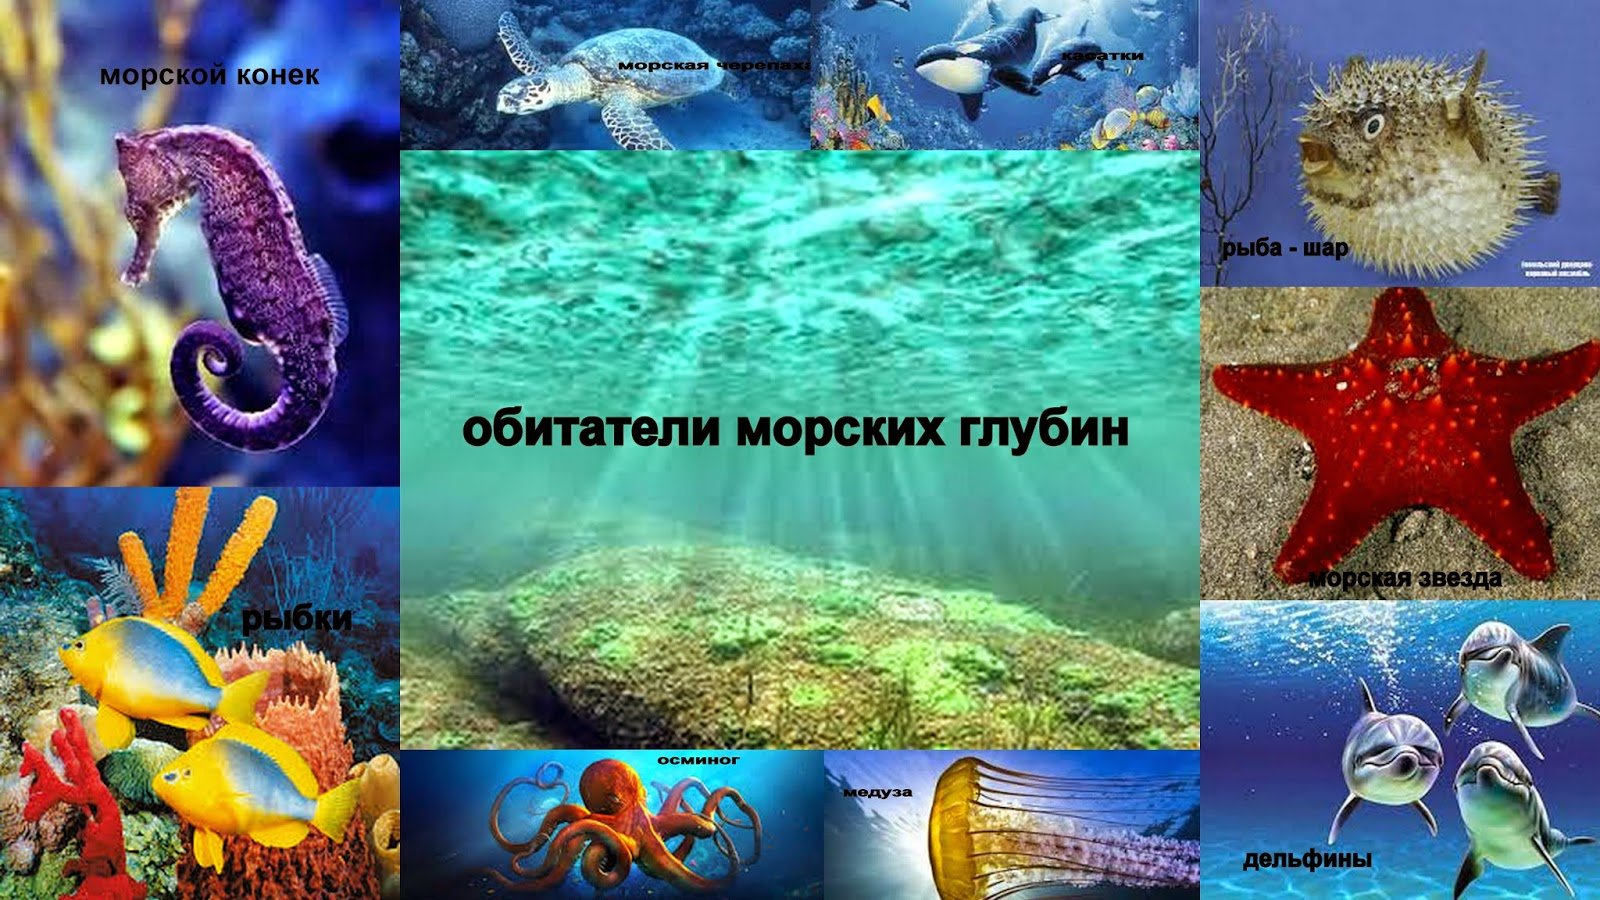 морской конек
морская черепаха
касатки
рыба - шар
обитатели морских глубин
морская звезда
рыбки
осминог
медуза
дельфины